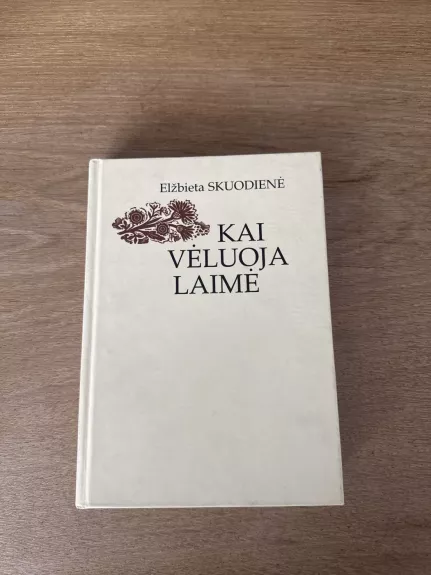 Elžbieta SKUODIENĖ
KAI
VĖLUOJA
LAIMĖ